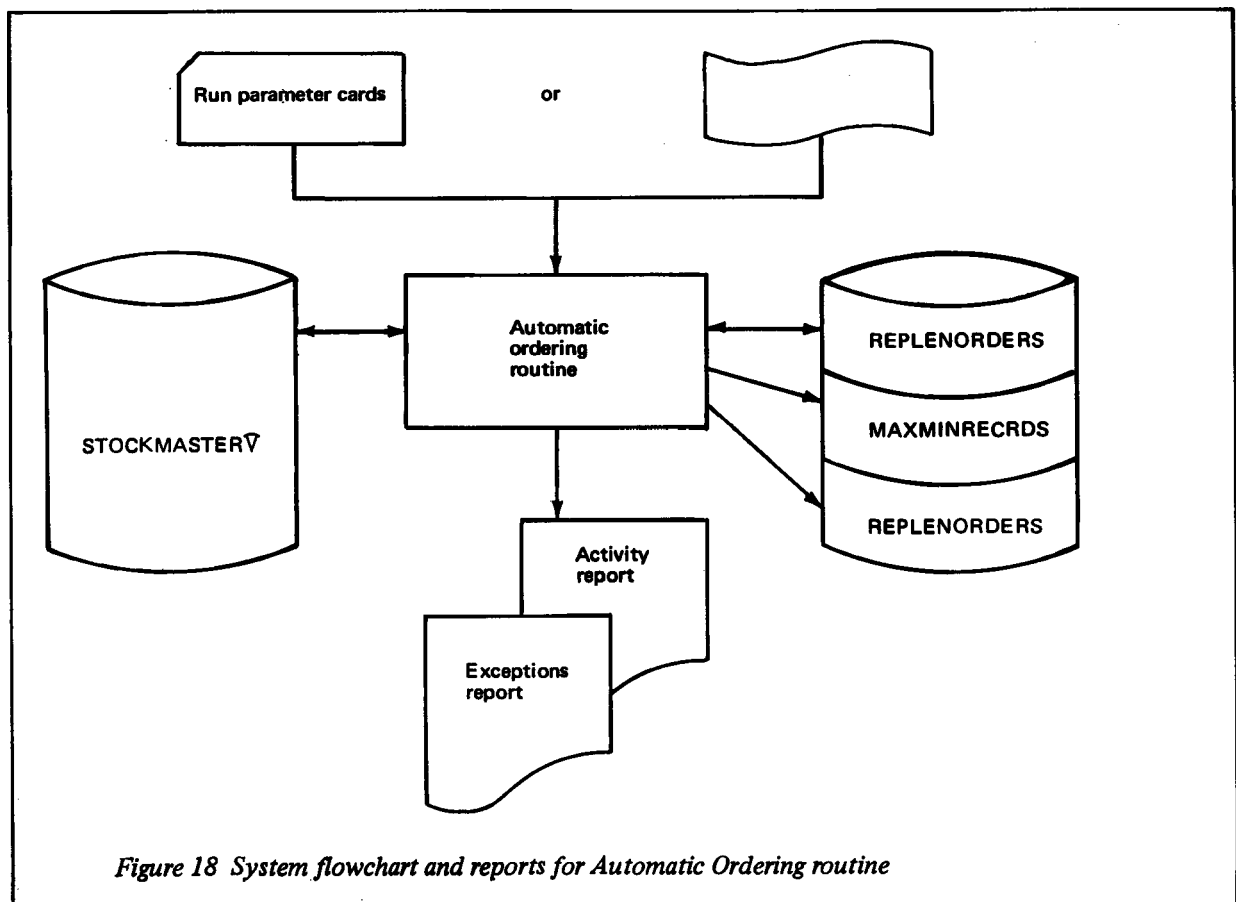 Run parameter cards
or
Automatic
ordering
routine
STOCKMASTERV̅
REPLENORDERS
MAXMINRECRDS
REPLENORDERS
Activity
report
Exceptions
report
Figure 18 System flowchart and reports for Automatic Ordering routine